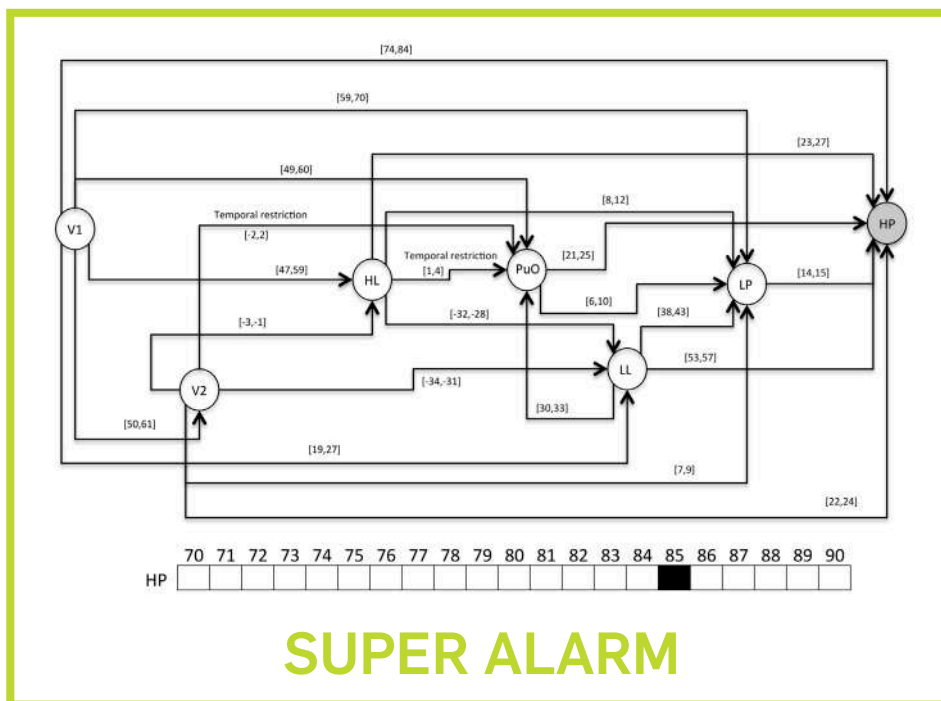 [74,84]
[59,70]
[23,27]
[49,60]
[8,12]
Temporal restriction
[-2,2]
V1
HP
Temporal restriction
[21,25]
PuO
[1,4]
HL
[47,59]
LP
[14,15]
[6,10]
[-32,-28]
[38,43]
[-3,-1]
[53,57]
LL
[-34,-31]
V2
[30,33]
[50,61]
[19,27]
[7,9]
[22,24]
70 71 72 73 74 75 76 77 78 79 80 81 82 83 84 85 86 87 88 89 90
HP
SUPER ALARM